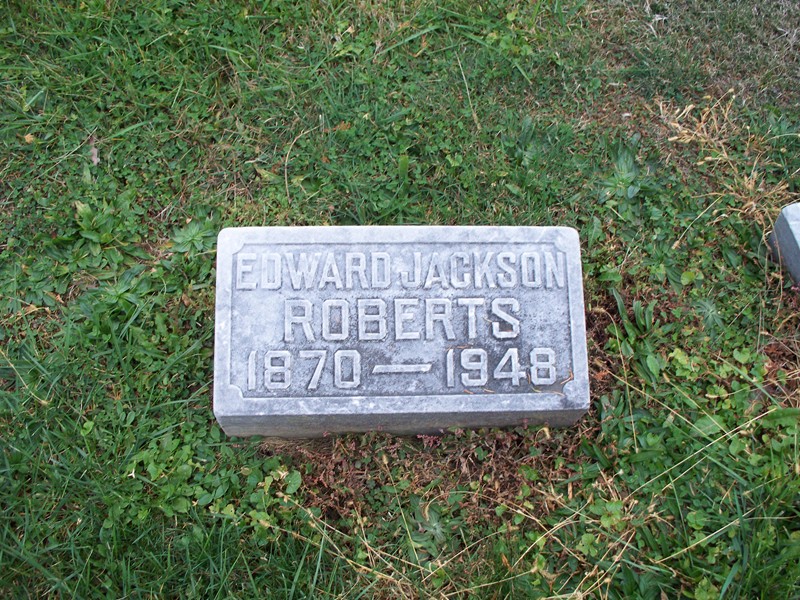 EDWARD JACKSON
ROBERTS
1870 — 1948